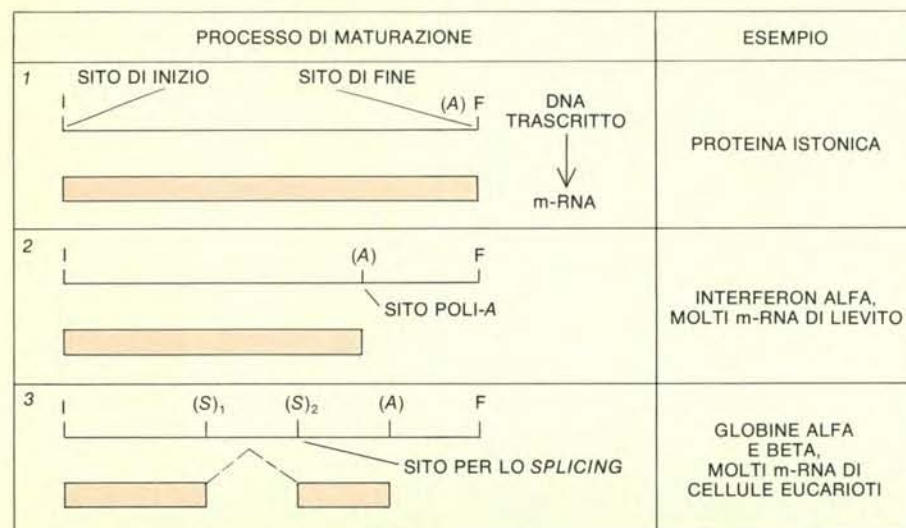 PROCESSO DI MATURAZIONE
ESEMPIO
1
SITO DI INIZIO
SITO DI FINE
I
(A) F
DNA
TRASCRITTO
m-RNA
PROTEINA ISTONICA
2
I
(A)
F
SITO POLI-A
INTERFERON ALFA,
MOLTI m-RNA DI LIEVITO
3
I
(S)1
(S)2
(A)
F
SITO PER LO SPLICING
GLOBINE ALFA
E BETA,
MOLTI m-RNA DI
CELLULE EUCARIOTI